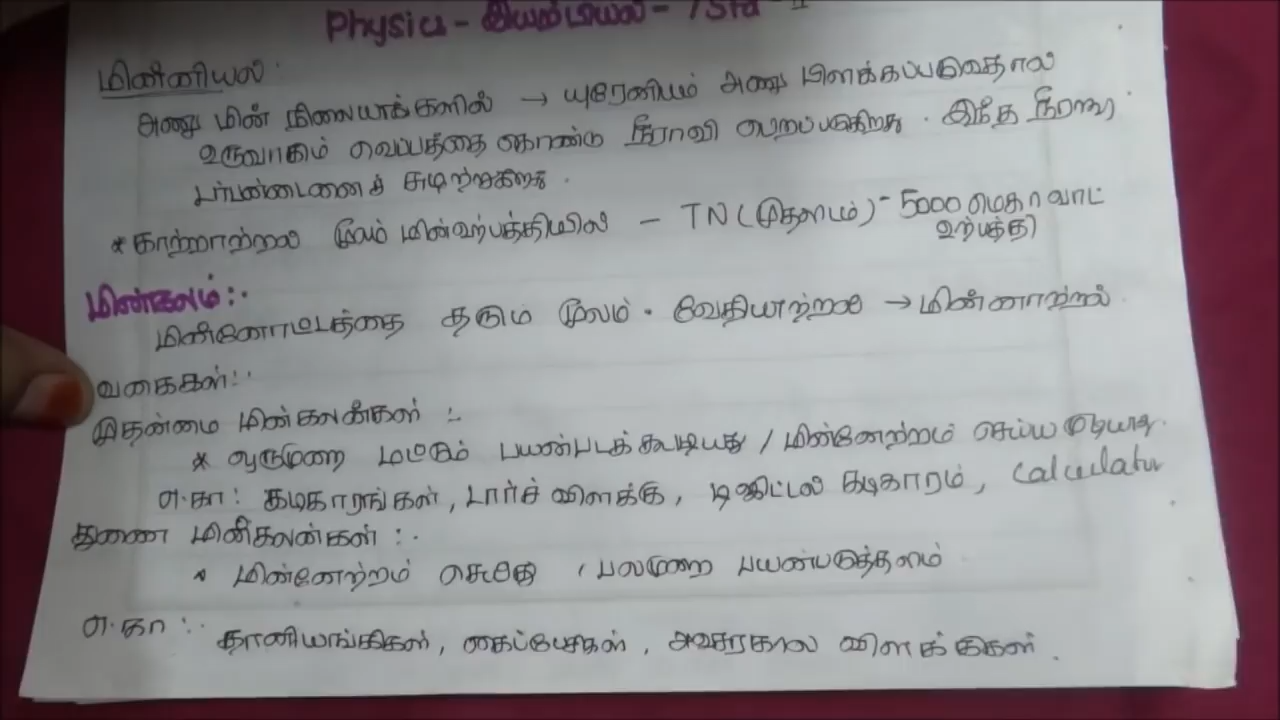 Physics - இயற்பியல் - 7Std - II
மின்னியல்
அணு மின் நிலையங்களில் → யுரேனியம் அணு பிளக்கப்படுவதால்
உருவாகும் வெப்பத்தை கொண்டு நீராவி பெறப்படுகிறது. இந்த நீராவி
டர்பனைனைச் சுழற்றுகிறது.
* காற்றாற்றல் மூலம் மின்உற்பத்தியில் - TN (முதலிடம்) - 5000 மெகா வாட்
உற்பத்தி
மின்கலம்:-
மின்னோட்டத்தை தரும் மூலம். வேதியாற்றல் → மின்னாற்றல்.
வகைகள்:-
முதன்மை மின்கலன்கள் :-
* ஒருமுறை மட்டும் பயன்படக்கூடியது / மின்னேற்றம் செய்ய முடியாது.
எ.கா: கடிகாரங்கள், டார்ச் விளக்கு, டிஜிட்டல் கடிகாரம், Calculator
துணை மின்கலன்கள் :-
* மின்னேற்றம் செய்து / பலமுறை பயன்படுத்தலாம்
எ.கா :- தானியங்கிகள், கைப்பேசிகள், அவசரகால விளக்குகள்.